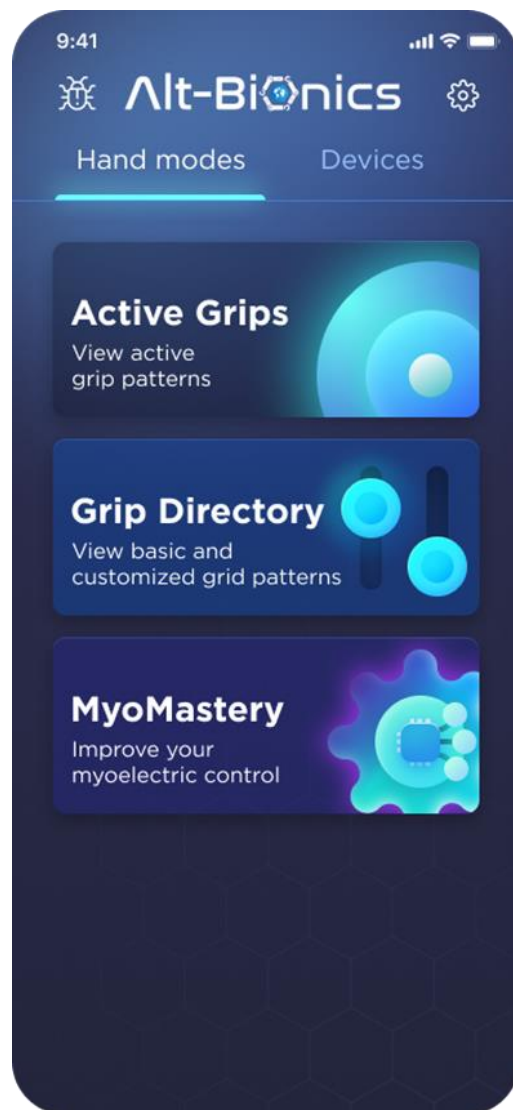 9:41
Alt-Bionics
Hand modes
Devices
Active Grips
View active
grip patterns
Grip Directory
View basic and
customized grid patterns
MyoMastery
Improve your
myoelectric control